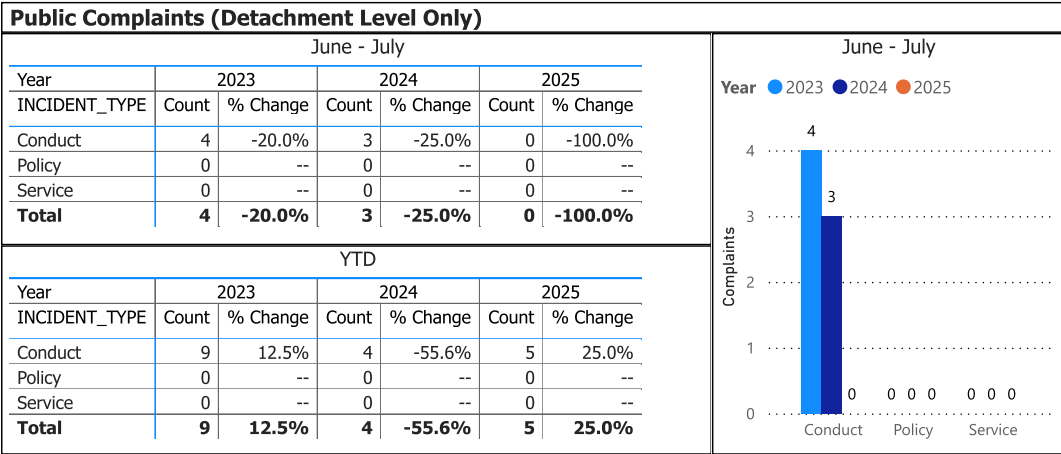 Public Complaints (Detachment Level Only)
June - July
Year 2023 2024 2025
INCIDENT_TYPE Count % Change Count % Change Count % Change
Conduct 4 -20.0% 3 -25.0% 0 -100.0%
Policy 0 -- 0 -- 0 --
Service 0 -- 0 -- 0 --
Total 4 -20.0% 3 -25.0% 0 -100.0%
YTD
Year 2023 2024 2025
INCIDENT_TYPE Count % Change Count % Change Count % Change
Conduct 9 12.5% 4 -55.6% 5 25.0%
Policy 0 -- 0 -- 0 --
Service 0 -- 0 -- 0 --
Total 9 12.5% 4 -55.6% 5 25.0%
June - July
Year 2023 2024 2025
Complaints
4
3
2
1
0
4
3
0 0 0 0 0 0 0
Conduct Policy Service